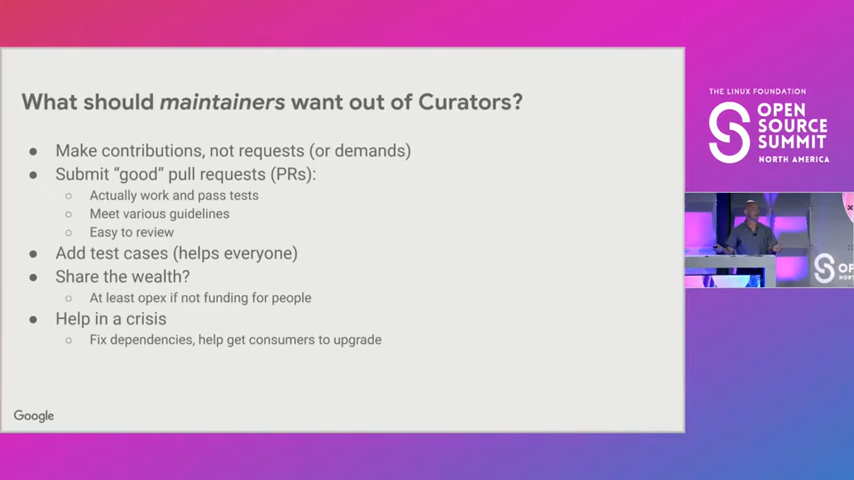 What should maintainers want out of Curators?
● Make contributions, not requests (or demands)
● Submit “good” pull requests (PRs):
○ Actually work and pass tests
○ Meet various guidelines
○ Easy to review
● Add test cases (helps everyone)
● Share the wealth?
○ At least opex if not funding for people
● Help in a crisis
○ Fix dependencies, help get consumers to upgrade
Google
THE LINUX FOUNDATION
OPEN
SOURCE
SUMMIT
NORTH AMERICA